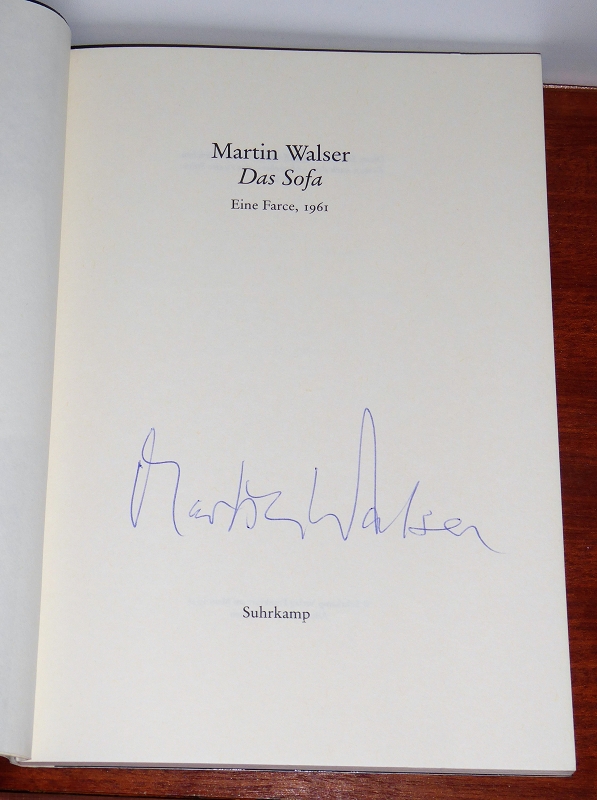 Martin Walser
Das Sofa
Eine Farce, 1961
Martin Walser
Suhrkamp